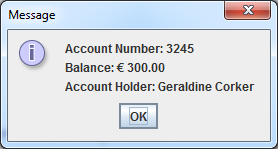 Message
Account Number: 3245
Balance: € 300.00
Account Holder: Geraldine Corker
OK